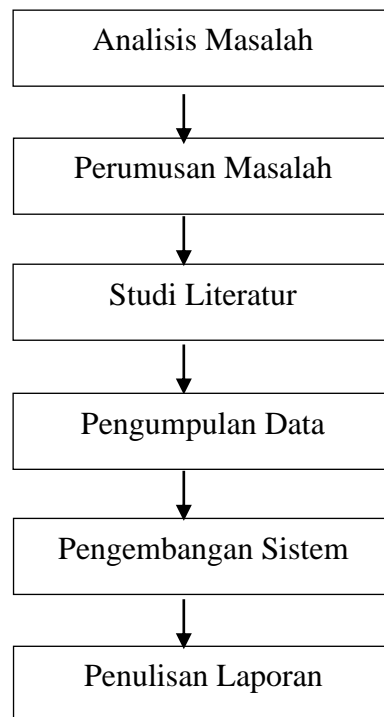 Analisis Masalah
Perumusan Masalah
Studi Literatur
Pengumpulan Data
Pengembangan Sistem
Penulisan Laporan